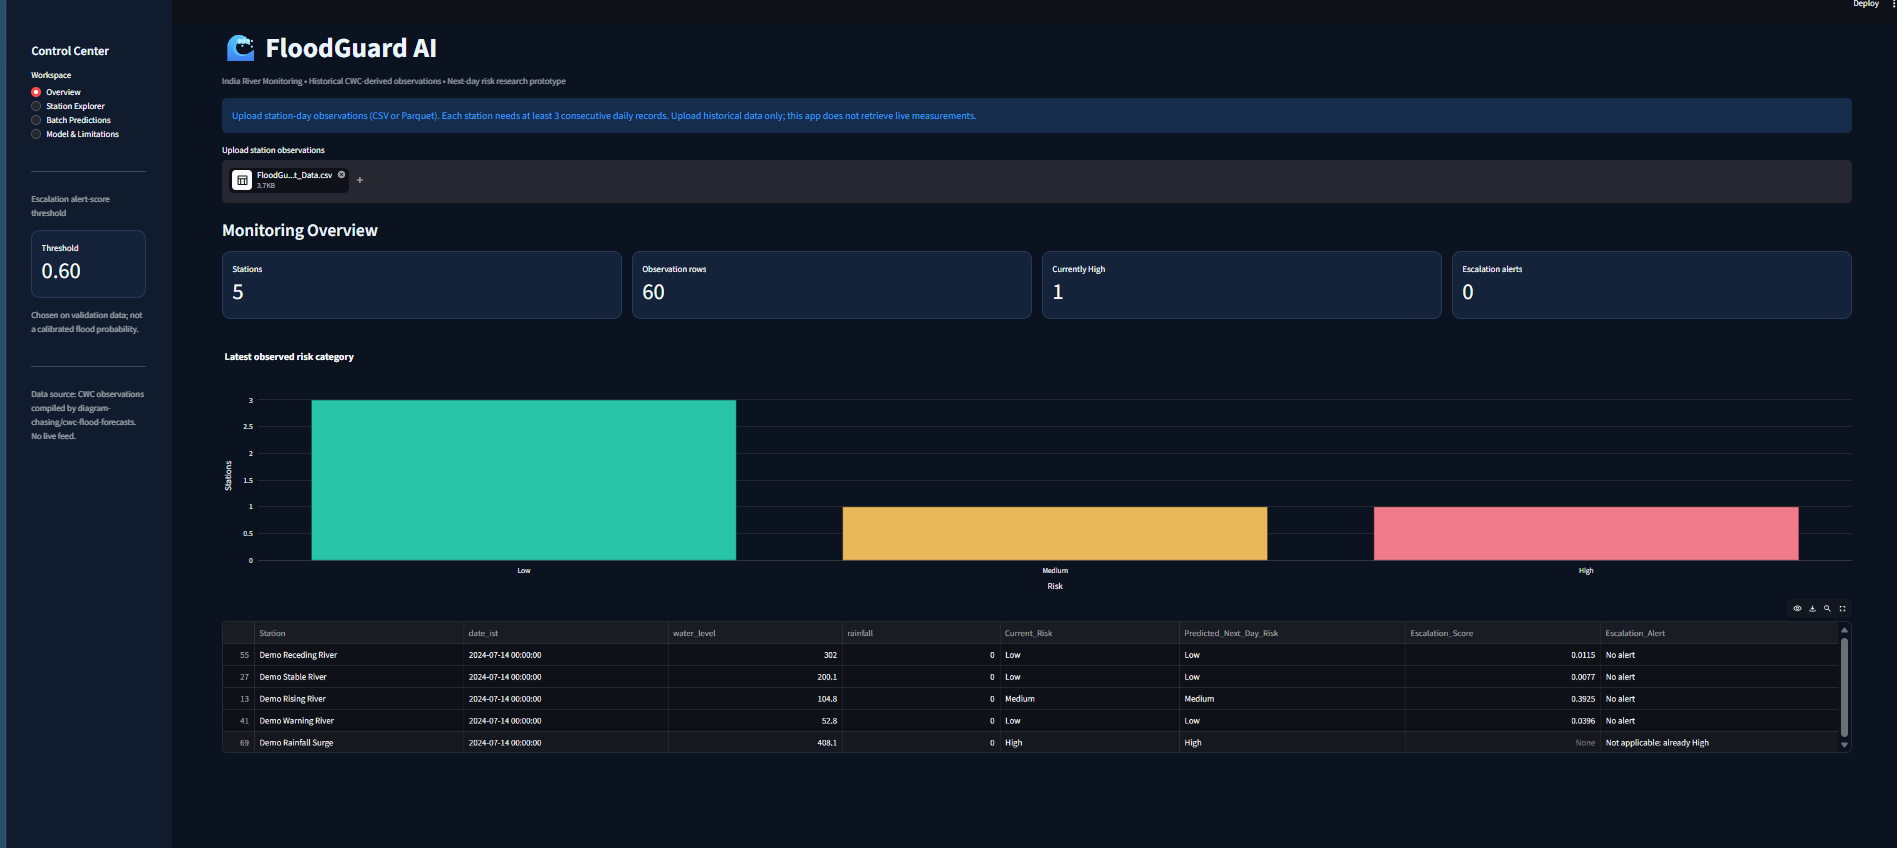 Deploy
Control Center
Workspace
Overview
Station Explorer
Batch Predictions
Model & Limitations
Escalation alert-score
threshold
Threshold
0.60
Chosen on validation data; not
a calibrated flood probability.
Data source: CWC observations
compiled by diagram-
chasing/cwc-flood-forecasts.
No live feed.
FloodGuard AI
India River Monitoring • Historical CWC-derived observations • Next-day risk research prototype
Upload station-day observations (CSV or Parquet). Each station needs at least 3 consecutive daily records. Upload historical data only; this app does not retrieve live measurements.
Upload station observations
FloodGu...t_Data.csv
3.7KB
Monitoring Overview
Stations
5
Observation rows
60
Currently High
1
Escalation alerts
0
Latest observed risk category
3
2.5
2
1.5
1
0.5
0
Stations
Low Medium High
Risk
Station date_ist water_level rainfall Current_Risk Predicted_Next_Day_Risk Escalation_Score Escalation_Alert
55 Demo Receding River 2024-07-14 00:00:00 302 0 Low Low 0.0115 No alert
27 Demo Stable River 2024-07-14 00:00:00 200.1 0 Low Low 0.0077 No alert
13 Demo Rising River 2024-07-14 00:00:00 104.8 0 Medium Medium 0.3925 No alert
41 Demo Warning River 2024-07-14 00:00:00 52.8 0 Low Low 0.0396 No alert
69 Demo Rainfall Surge 2024-07-14 00:00:00 408.1 0 High High None Not applicable: already High